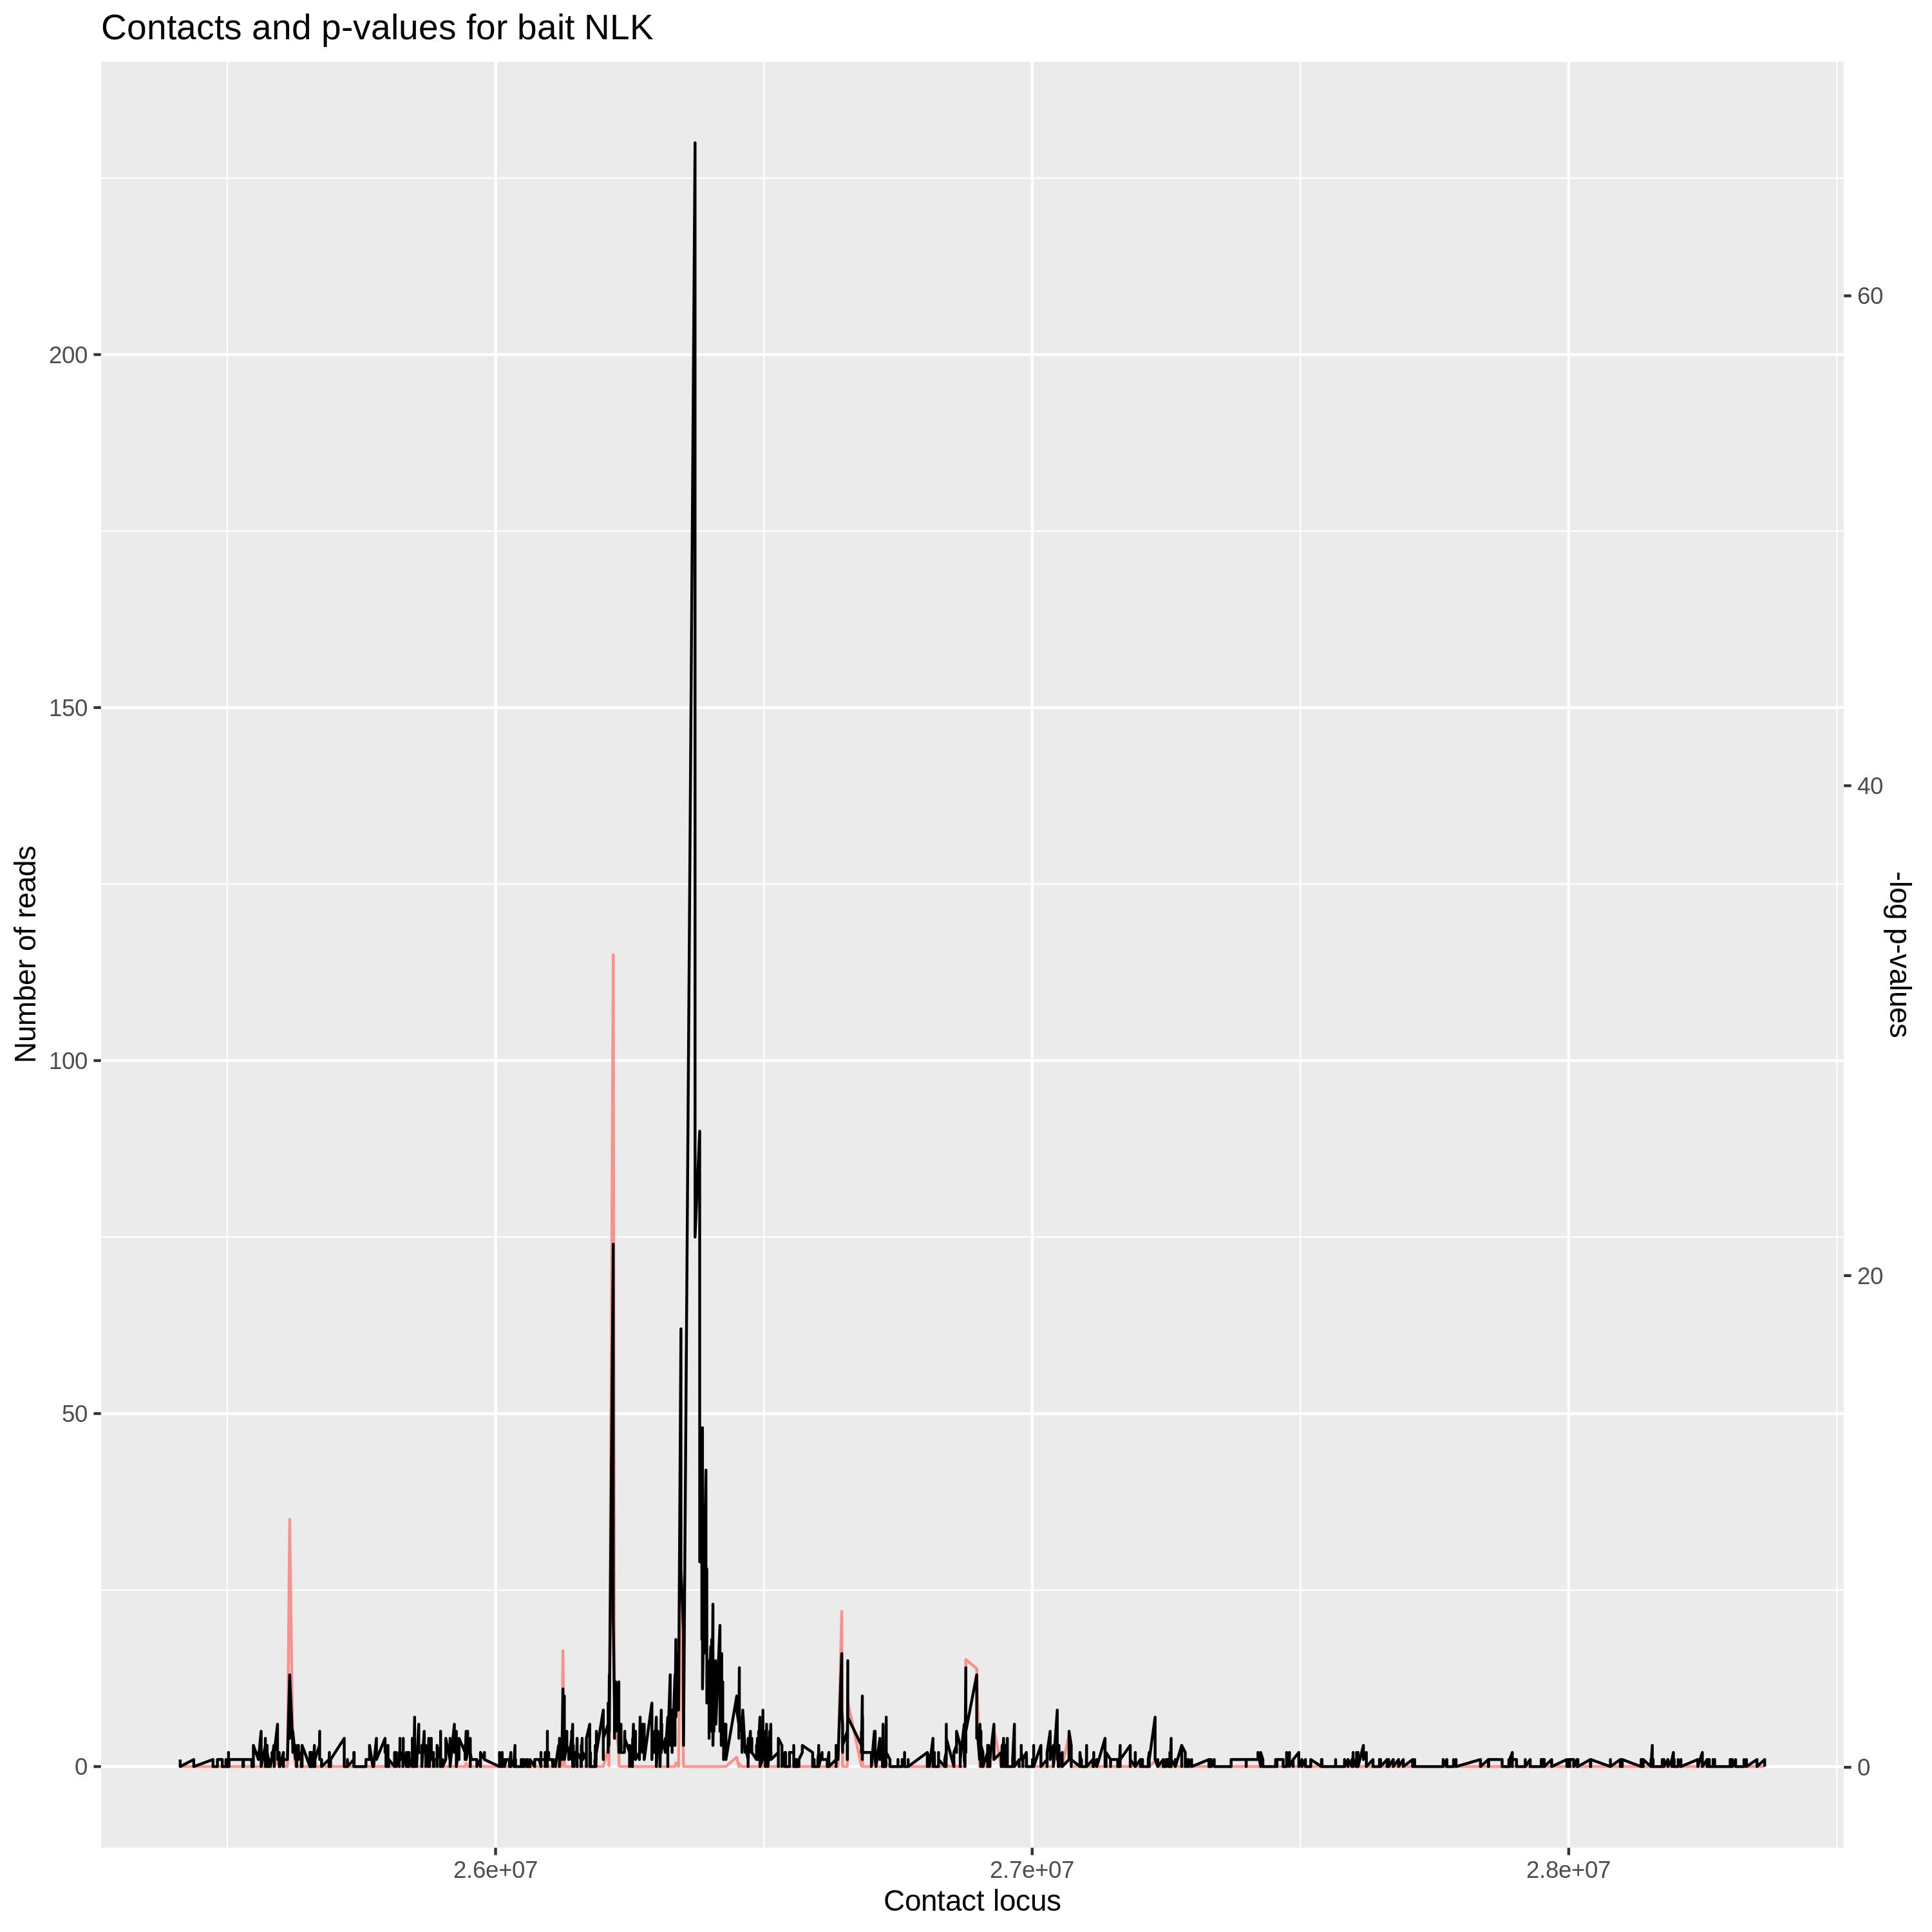 Contacts and p-values for bait NLK
Number of reads
200
150
100
50
0
60
40
20
0
-log p-values
2.6e+07
2.7e+07
2.8e+07
Contact locus